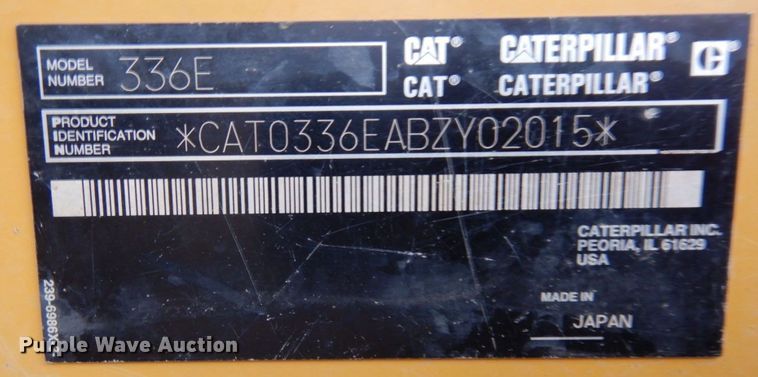 MODEL NUMBER 336E
CAT® CATERPILLAR® C
CAT® CATERPILLAR®
PRODUCT IDENTIFICATION NUMBER *CAT0336EABZY02015*
CATERPILLAR INC.
PEORIA, IL 61629
USA
MADE IN
JAPAN
Purple Wave Auction